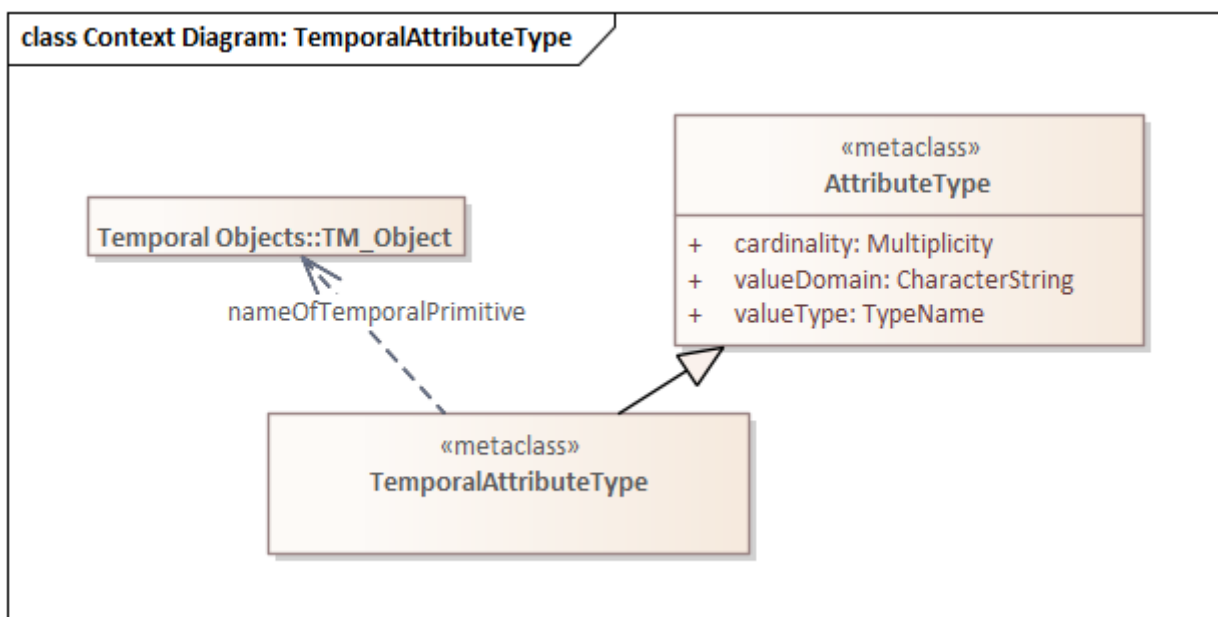 class Context Diagram: TemporalAttributeType
«metaclass»
AttributeType
+ cardinality: Multiplicity
+ valueDomain: CharacterString
+ valueType: TypeName
Temporal Objects::TM_Object
nameOfTemporalPrimitive
«metaclass»
TemporalAttributeType